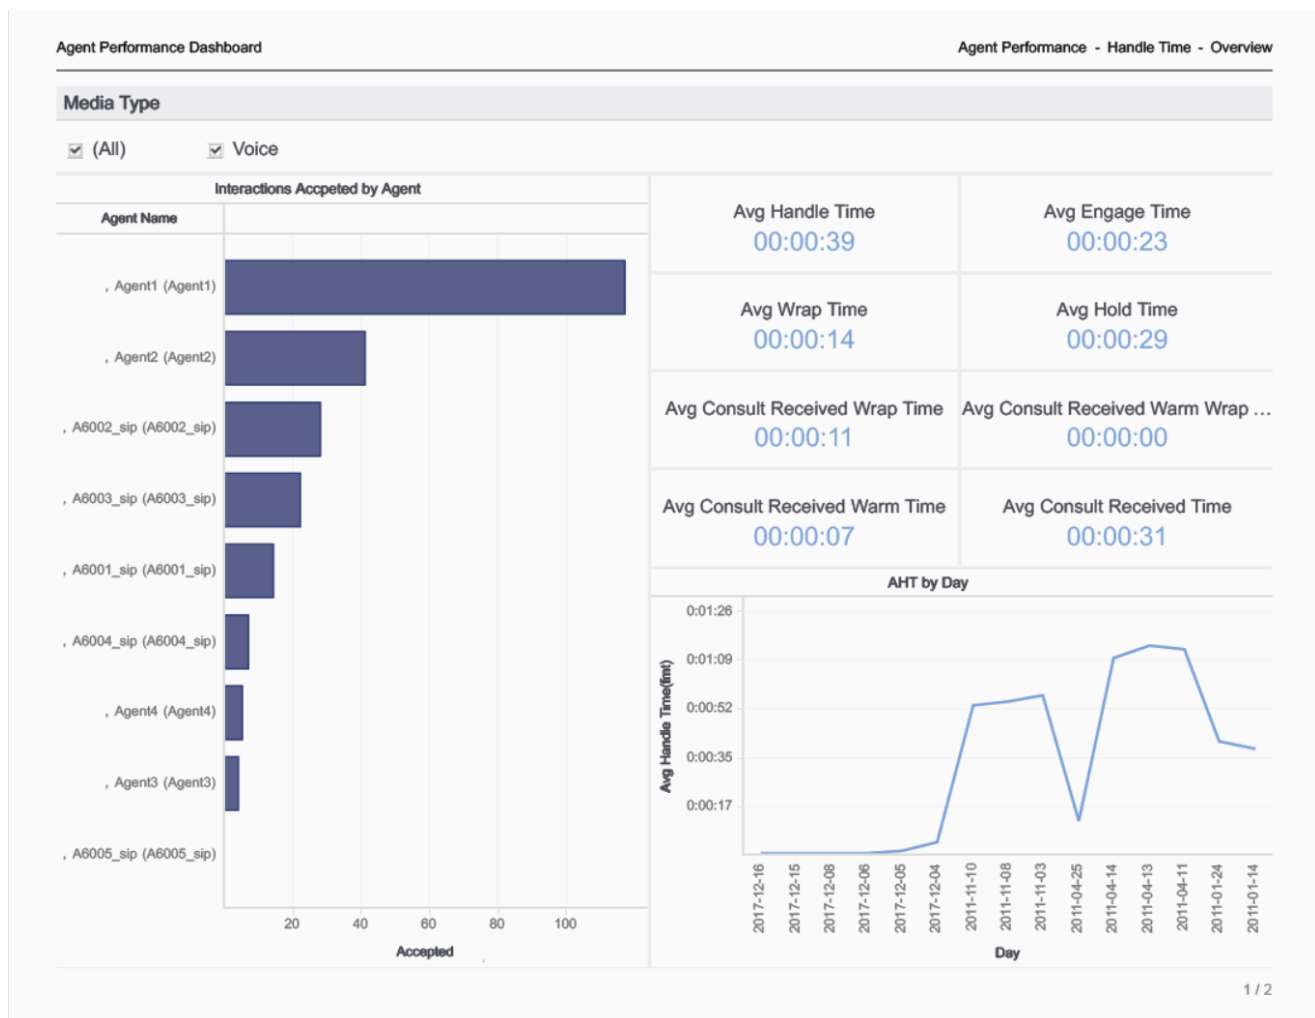 Agent Performance Dashboard
Agent Performance - Handle Time - Overview
Media Type
(All)
Voice
Interactions Accpeted by Agent
Agent Name
, Agent1 (Agent1)
, Agent2 (Agent2)
, A6002_sip (A6002_sip)
, A6003_sip (A6003_sip)
, A6001_sip (A6001_sip)
, A6004_sip (A6004_sip)
, Agent4 (Agent4)
, Agent3 (Agent3)
, A6005_sip (A6005_sip)
20 40 60 80 100
Accepted
Avg Handle Time
00:00:39
Avg Engage Time
00:00:23
Avg Wrap Time
00:00:14
Avg Hold Time
00:00:29
Avg Consult Received Wrap Time
00:00:11
Avg Consult Received Warm Wrap ...
00:00:00
Avg Consult Received Warm Time
00:00:07
Avg Consult Received Time
00:00:31
AHT by Day
Avg Handle Time(fmt)
0:01:26
0:01:09
0:00:52
0:00:35
0:00:17
2017-12-16
2017-12-15
2017-12-08
2017-12-06
2017-12-05
2017-12-04
2011-11-10
2011-11-08
2011-11-03
2011-04-25
2011-04-14
2011-04-13
2011-04-11
2011-01-24
2011-01-14
Day
1 / 2